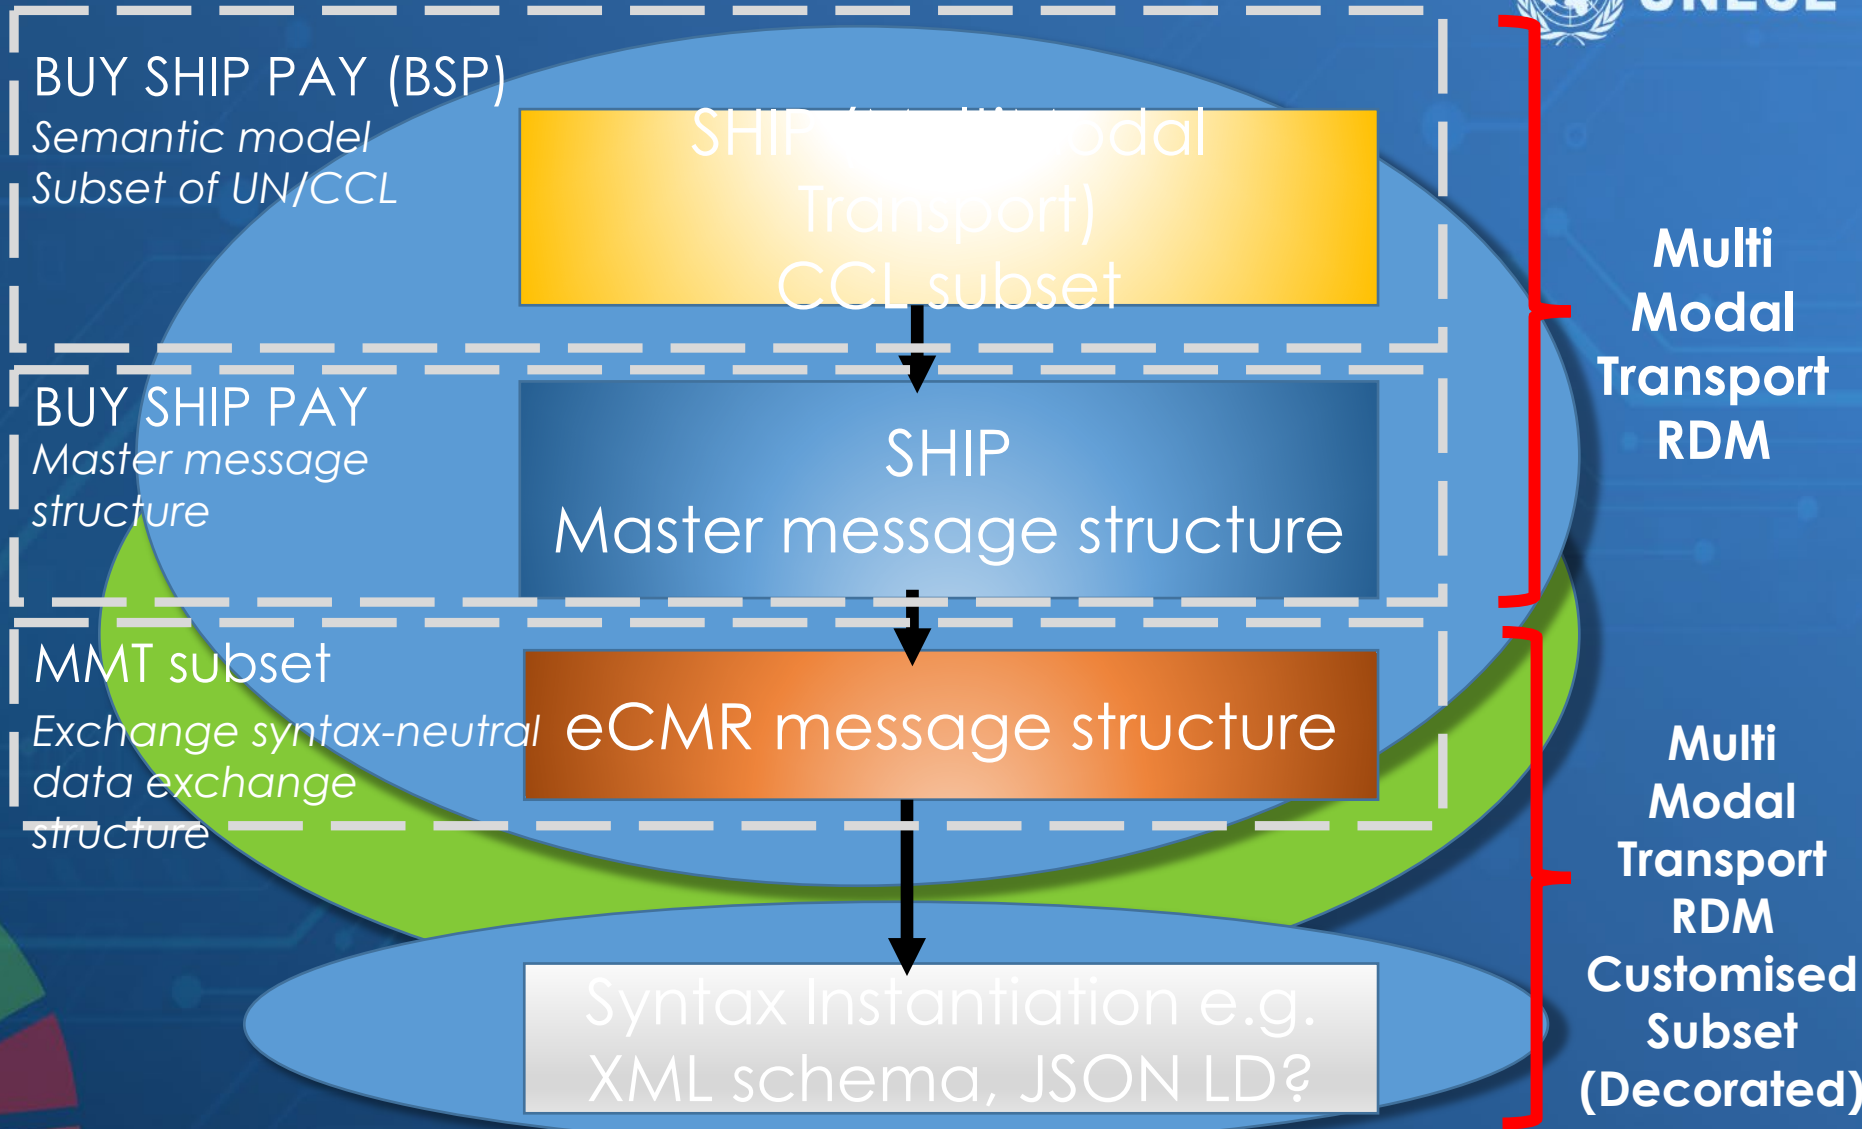 UNECE
BUY SHIP PAY (BSP)
Semantic model
Subset of UN/CCL
SHIP (Multi Modal
Transport)
CCL subset
BUY SHIP PAY
Master message
structure
SHIP
Master message structure
Multi
Modal
Transport
RDM
MMT subset
Exchange syntax-neutral
data exchange
structure
eCMR message structure
Syntax Instantiation e.g.
XML schema, JSON LD?
Multi
Modal
Transport
RDM
Customised
Subset
(Decorated)